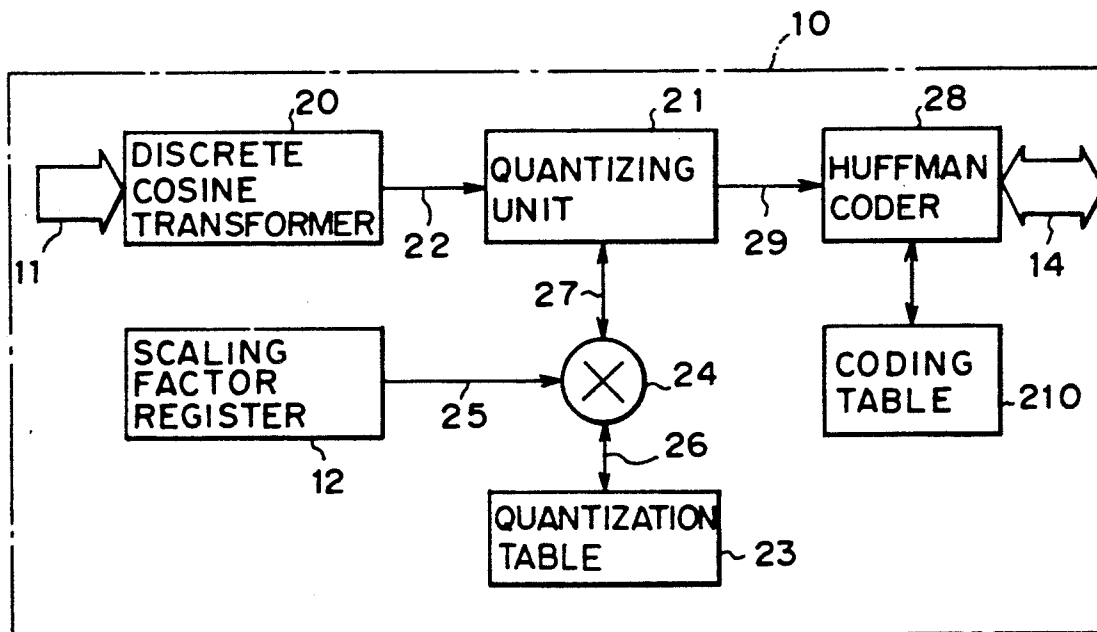 10
20
21
28
DISCRETE
COSINE
TRANSFORMER
QUANTIZING
UNIT
HUFFMAN
CODER
11
22
29
14
27
SCALING
FACTOR
REGISTER
24
CODING
TABLE
25
210
12
26
QUANTIZATION
TABLE
23